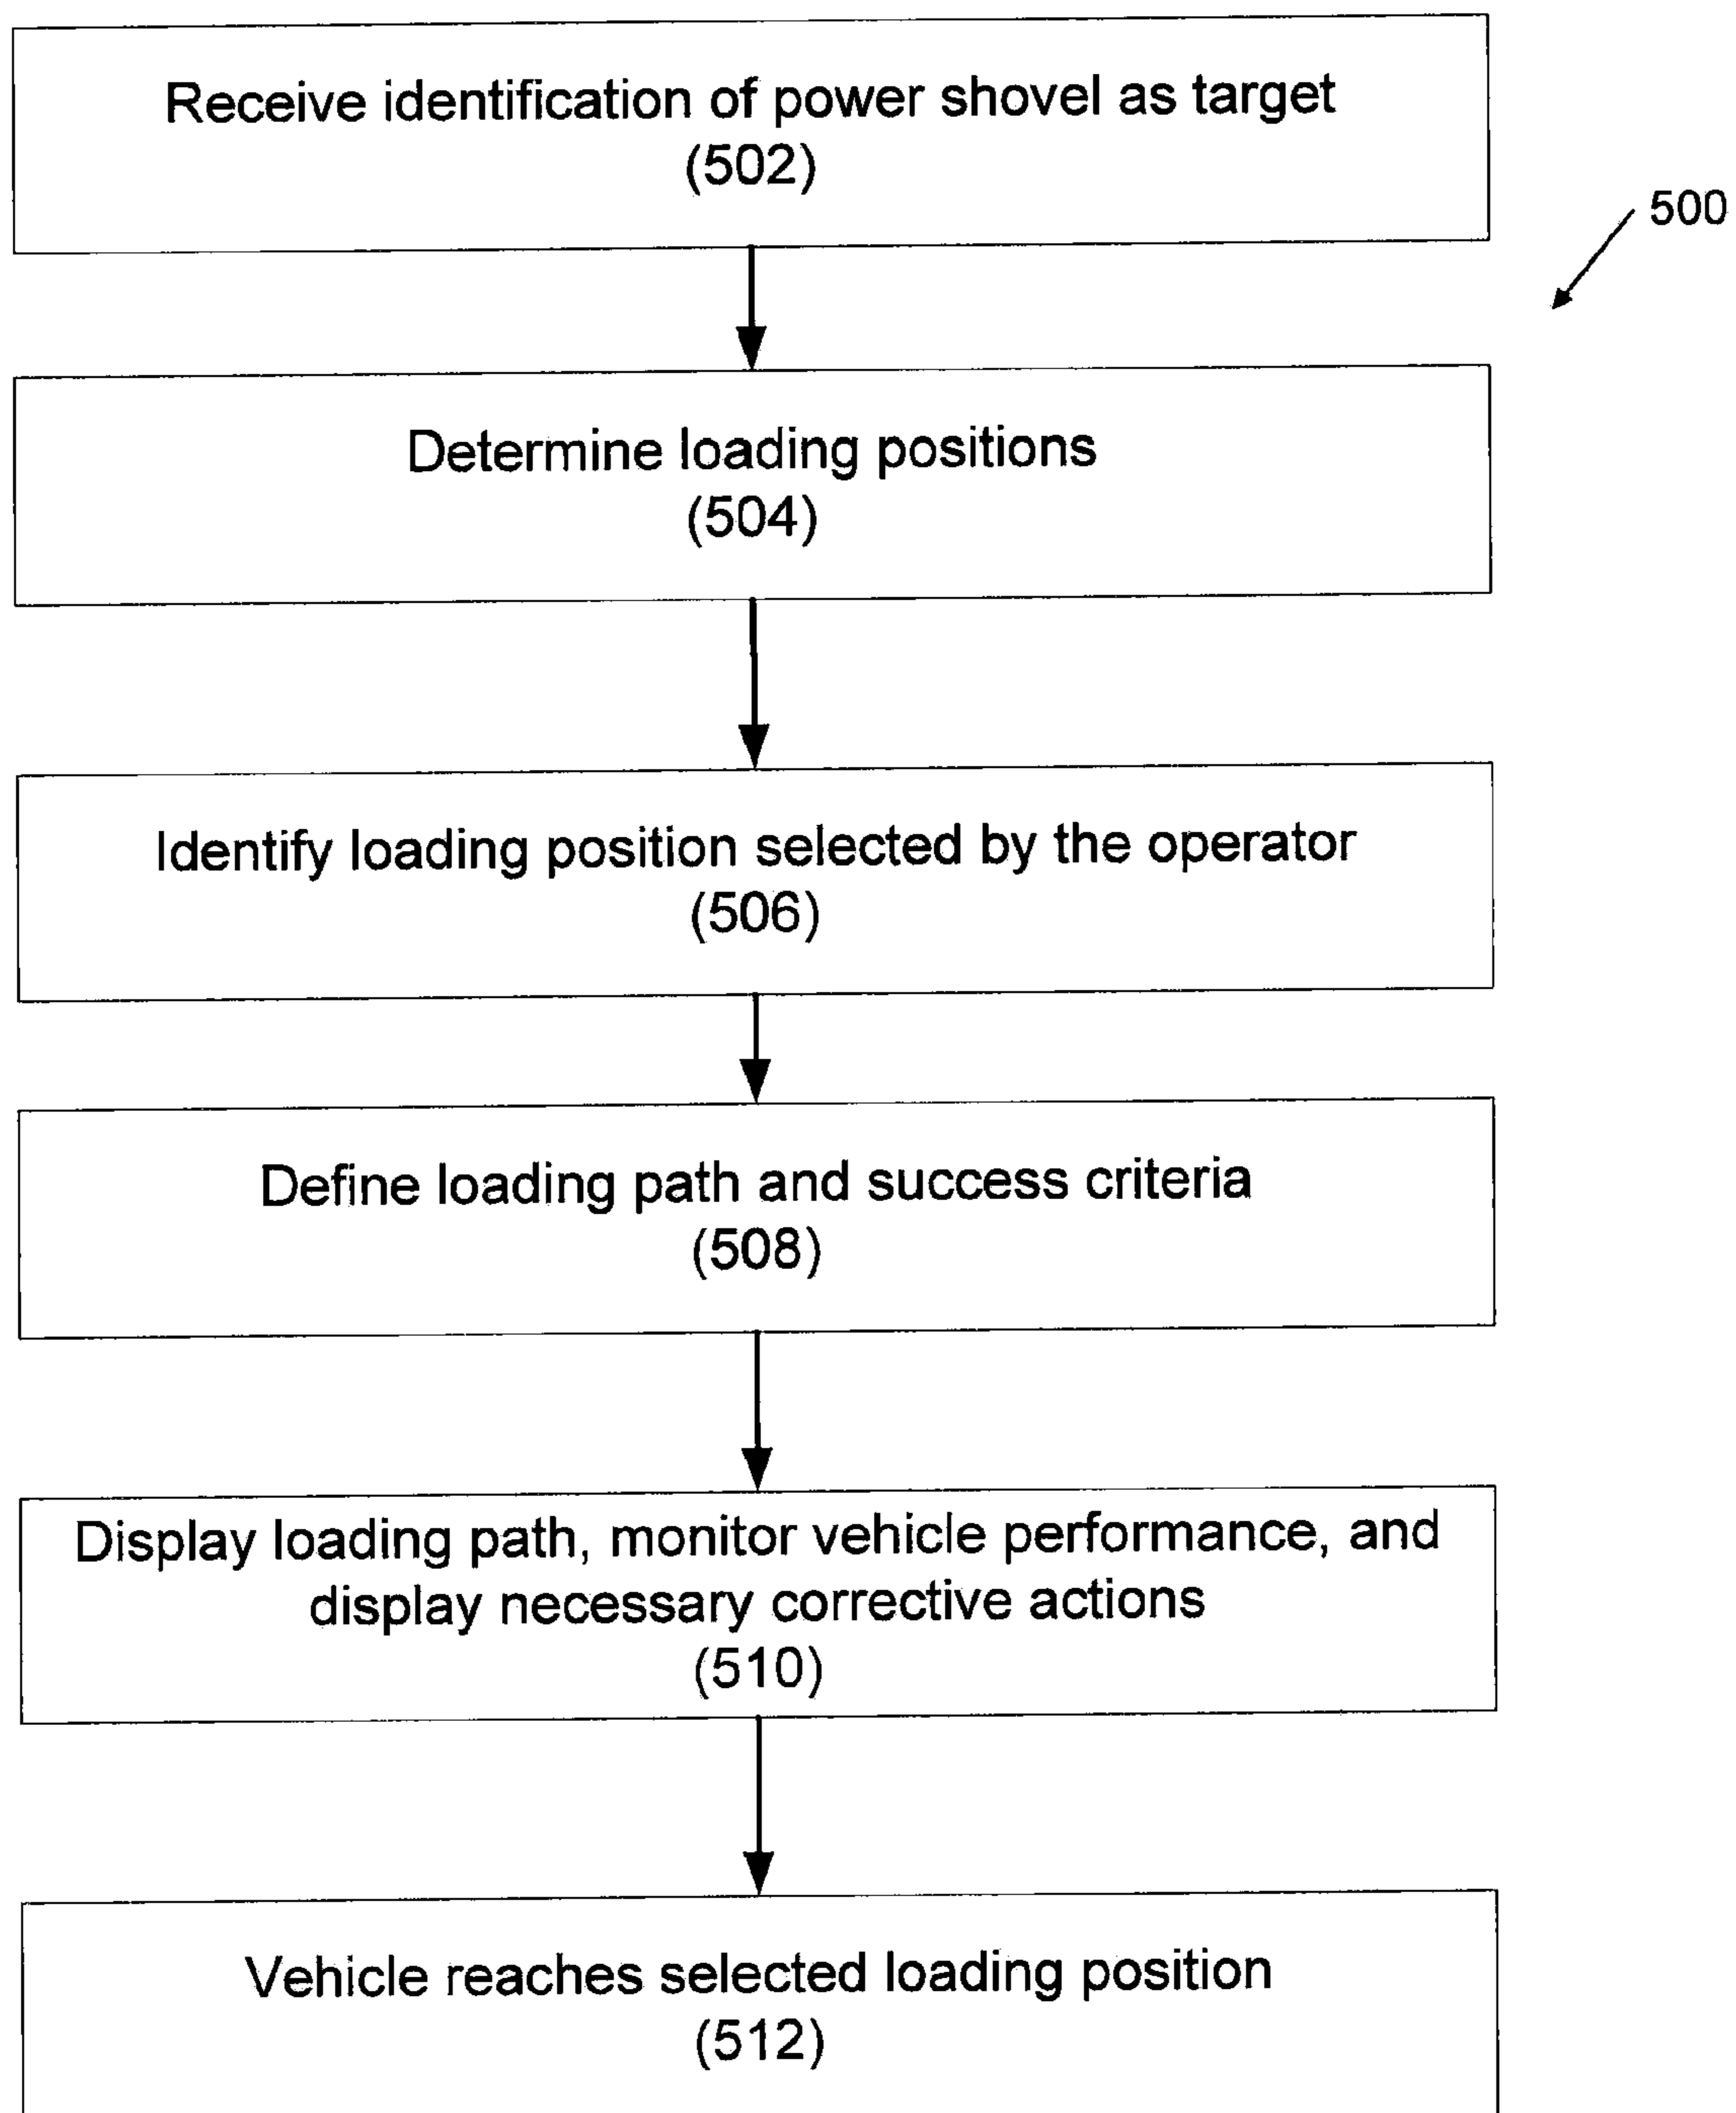 Receive identification of power shovel as target
(502)
500
Determine loading positions
(504)
Identify loading position selected by the operator
(506)
Define loading path and success criteria
(508)
Display loading path, monitor vehicle performance, and
display necessary corrective actions
(510)
Vehicle reaches selected loading position
(512)